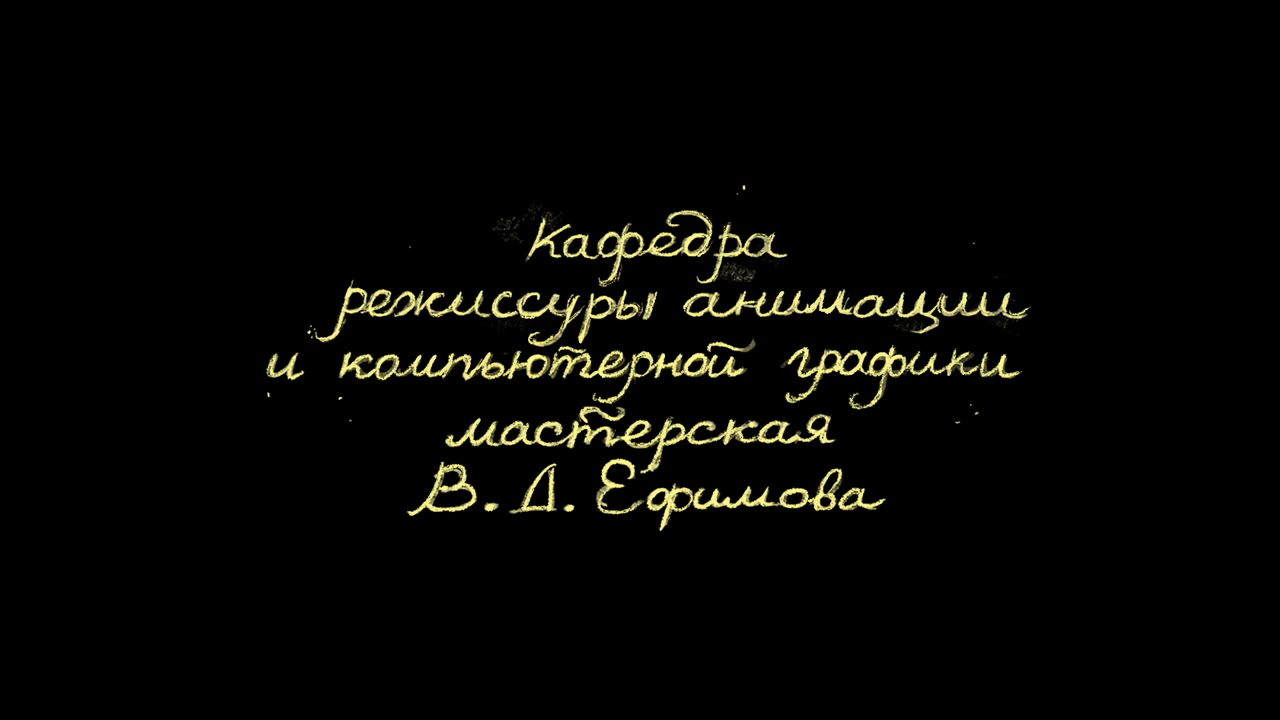 Кафедра
режиссуры анимации
и компьютерной графики
мастерская
В. Д. Ефимова